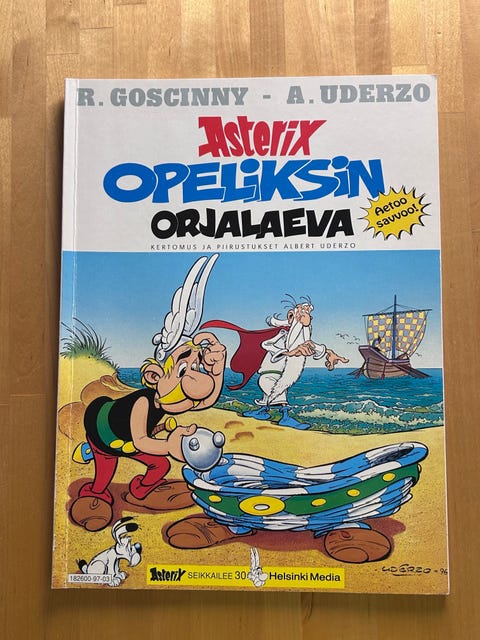 R. GOSCINNY - A. UDERZO
Asterix
OPELiKSiN
ORJALAEVA
Aetoo
savvoo!
KERTOMUS JA PIIRUSTUKSET ALBERT UDERZO
UDERZO - 96
182600-97-03
Asterix SEIKKAILEE 30 Helsinki Media